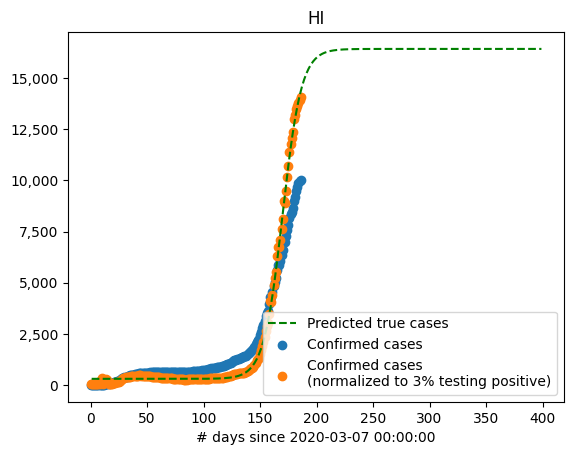 HI
15,000
12,500
10,000
7,500
5,000
2,500
0
Predicted true cases
Confirmed cases
Confirmed cases
(normalized to 3% testing positive)
0 50 100 150 200 250 300 350 400
# days since 2020-03-07 00:00:00